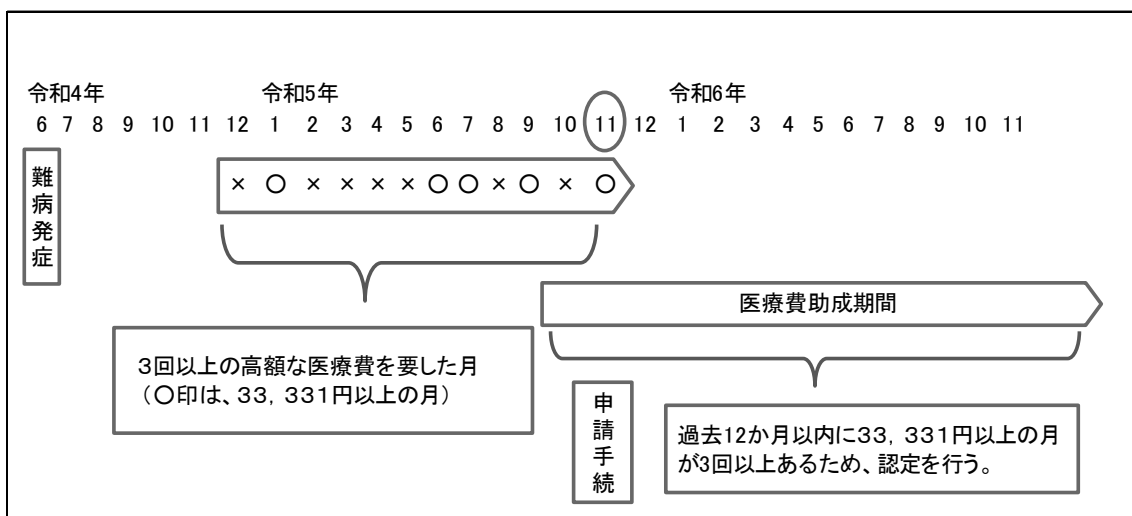 令和4年 令和5年 令和6年
6 7 8 9 10 11 12 1 2 3 4 5 6 7 8 9 10 11 12 1 2 3 4 5 6 7 8 9 10 11
難病発症
× ○ × × × × ○ ○ × ○ × ○
医療費助成期間
3回以上の高額な医療費を要した月
(○印は、33,331円以上の月)
申請手続
過去12か月以内に33,331円以上の月
が3回以上あるため、認定を行う。